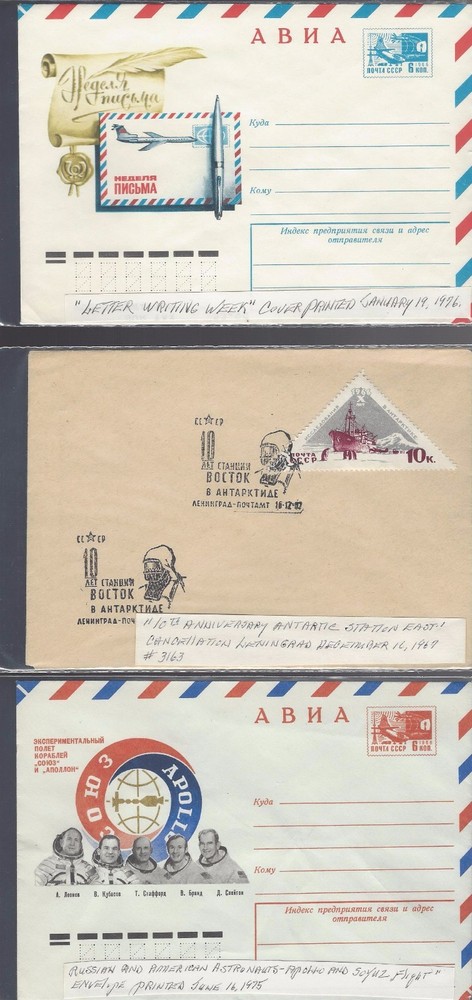 АВИА
ПОЧТА СССР 6 КОП.
Неделя
письма
НЕДЕЛЯ
ПИСЬМА
Куда
Кому
Индекс предприятия связи и адрес
отправителя
"LETTER WRITING WEEK" COVER PRINTED JANUARY 19, 1976.
СССР
10
ЛЕТ СТАНЦИИ
ВОСТОК
В АНТАРКТИДЕ
ЛЕНИНГРАД-ПОЧТАМТ
ПОЧТА
СССР
10К.
СССР
10
ЛЕТ СТАНЦИИ
ВОСТОК
В АНТАРКТИДЕ
ЛЕНИНГРАД-ПОЧ
"10TH ANNIVERSARY ANTARTIC STATION EAST"
CANCELLATION LENINGRAD DECEMBER 16, 1967
#3163
АВИА
ПОЧТА СССР 6 КОП.
ЭКСПЕРИМЕНТАЛЬНЫЙ
ПОЛЕТ
КОРАБЛЕЙ
„СОЮЗ"
И „АПОЛЛОН"
СОЮЗ
APOLLO
А. Леонов В. Кубасов Т. Стаффорд В. Бранд Д. Слейтон
Куда
Кому
Индекс предприятия связи и адрес
отправителя
RUSSIAN AND AMERICAN ASTRONAUTS-APOLLO AND SOYUZ Flight"
ENVELOPE PRINTED JUNE 16, 1975